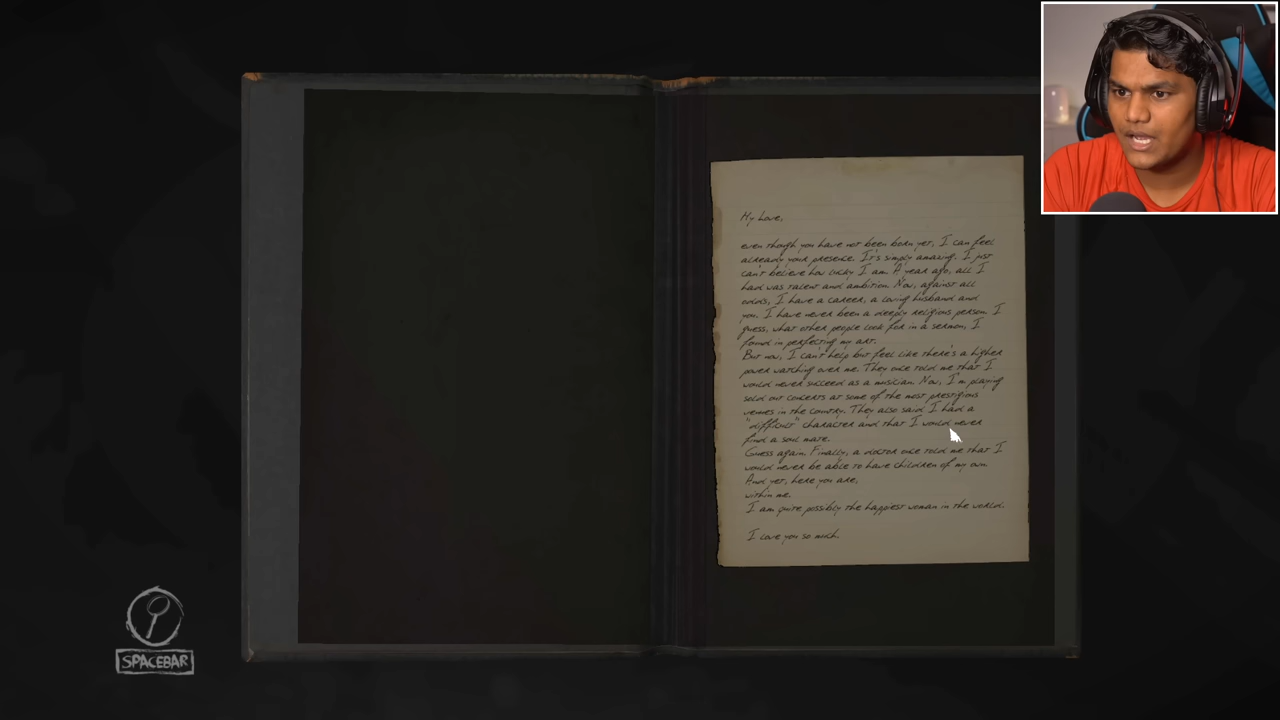 My Love,
even though you have not been born yet, I can feel
already your presence. It's simply amazing. I just
can't believe how lucky I am. A year ago, all I
had was talent and ambition. Now, against all
odds, I have a career, a loving husband and
you. I have never been a deeply religious person. I
guess, what other people look for in a sermon, I
found in perfecting my art.
But now, I can't help but feel like there's a higher
power watching over me. They once told me that I
would never succeed as a musician. Now, I'm playing
sold out concerts at some of the most prestigious
venues in the country. They also said I had a
"difficult" character and that I would never
find a soul mate.
Guess again. Finally, a doctor once told me that I
would never be able to have children of my own
And yet, here you are,
within me.
I am quite possibly the happiest woman in the world.
I love you so much.
SPACEBAR